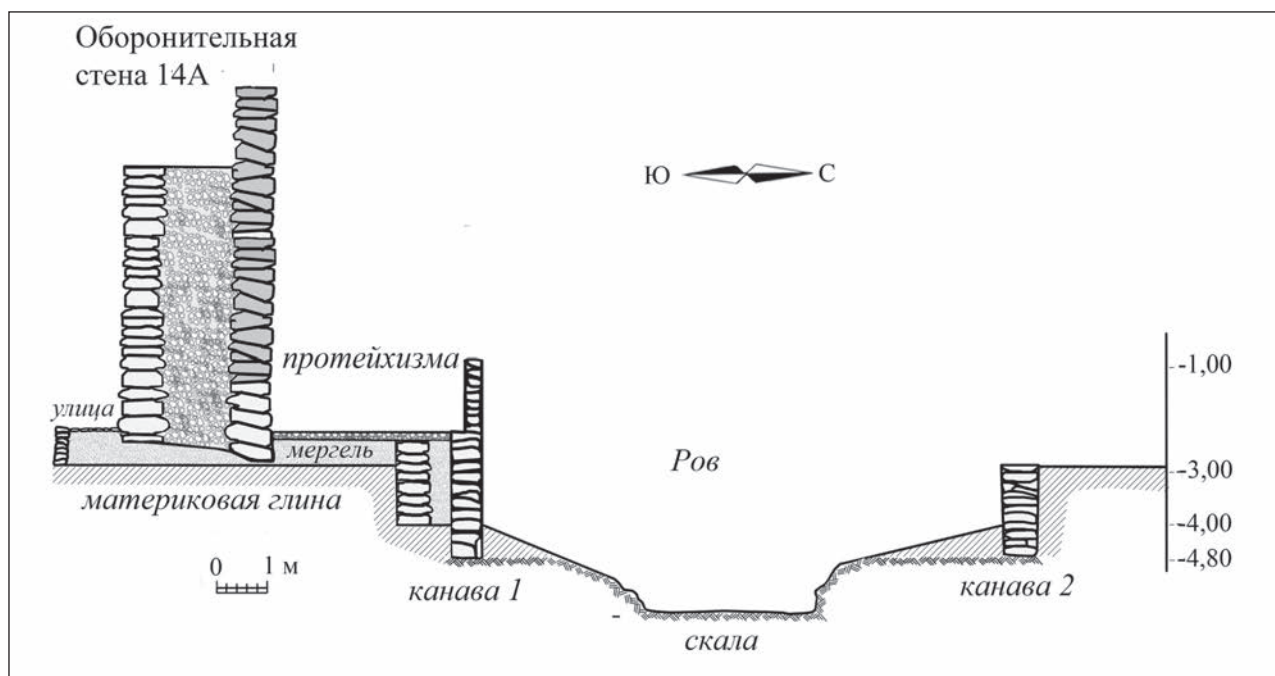 Оборонительная
стена 14А
Ю
С
протейхизма
улица
мергель
Ров
материковая глина
0
1 м
канава 1
канава 2
скала
-1,00
-3,00
-4,00
-4,80